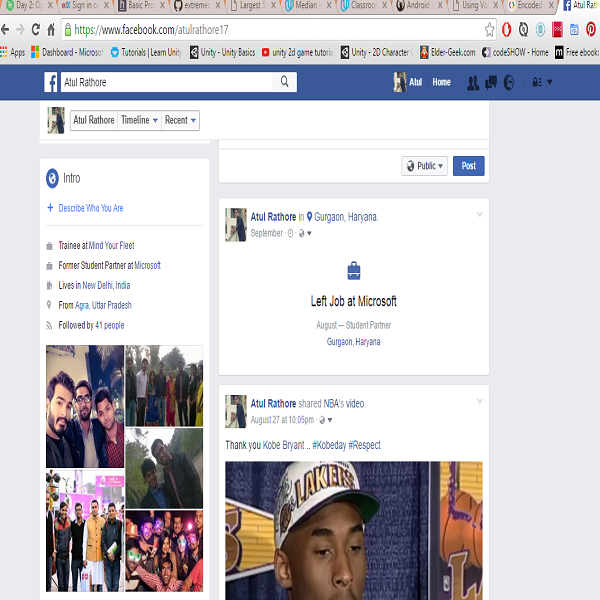 Day 2: O
edX Sign in o
Basic Pro
extreme
Largest S
Median -
Classroom
Android
Using Vo
Encoded
Atul Rath
https://www.facebook.com/atulrathore17
Apps
Dashboard - Microsof
Tutorials | Learn Unity
Unity - Unity Basics
unity 2d game tutoria
Unity - 2D Character
Elder-Geek.com
codeSHOW - Home
Free ebook:
Atul Rathore
Atul
Home
Atul Rathore
Timeline
Recent
Public
Post
Intro
Describe Who You Are
Trainee at Mind Your Fleet
Former Student Partner at Microsoft
Lives in New Delhi, India
From Agra, Uttar Pradesh
Followed by 41 people
Atul Rathore in Gurgaon, Haryana.
September ·
Left Job at Microsoft
August — Student Partner
Gurgaon, Haryana
Atul Rathore shared NBA's video.
August 27 at 10:05pm ·
Thank you Kobe Bryant .. #Kobeday #Respect
LAKERS